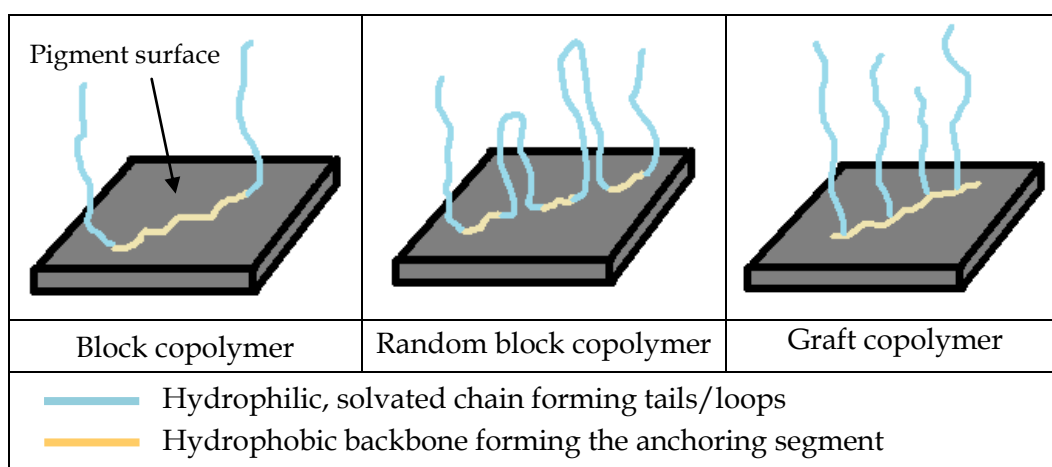 Pigment surface
Block copolymer
Random block copolymer
Graft copolymer
Hydrophilic, solvated chain forming tails/loops
Hydrophobic backbone forming the anchoring segment